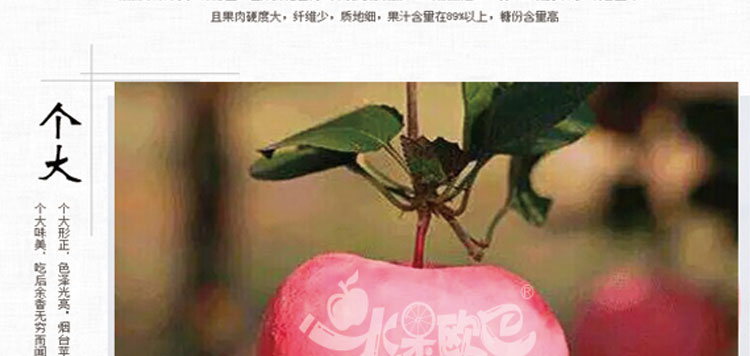 且果肉硬度大，纤维少，质地细，果汁含量在89%以上，糖份含量高
个大
个大形正，色泽光亮，烟台苹
个大味美，吃后余香无穷而
水果欧巴®